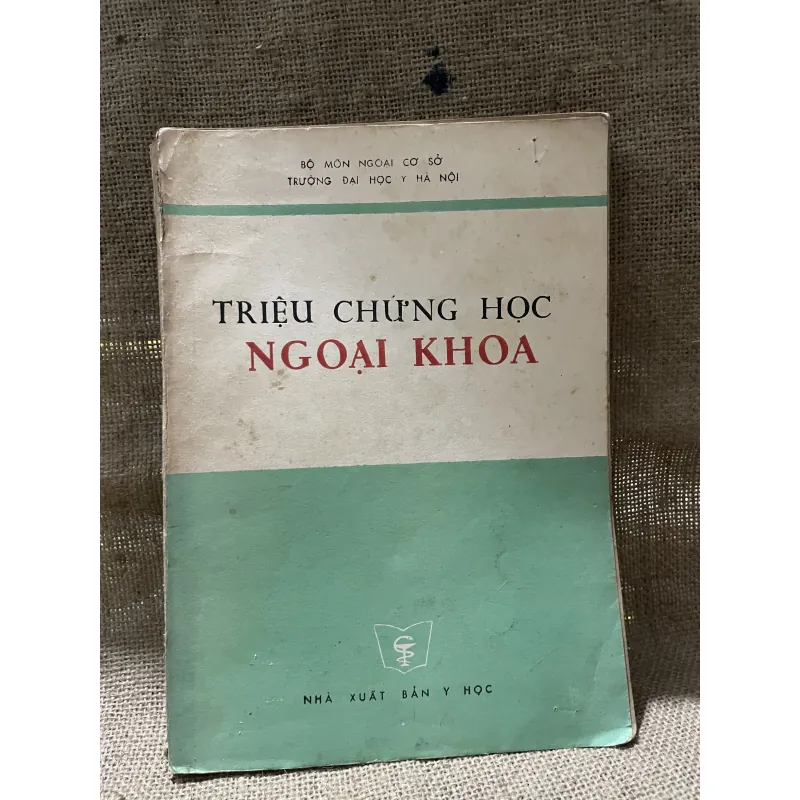 BỘ MÔN NGOẠI CƠ SỞ
TRƯỜNG ĐẠI HỌC Y HÀ NỘI
TRIỆU CHỨNG HỌC
NGOẠI KHOA
NHÀ XUẤT BẢN Y HỌC